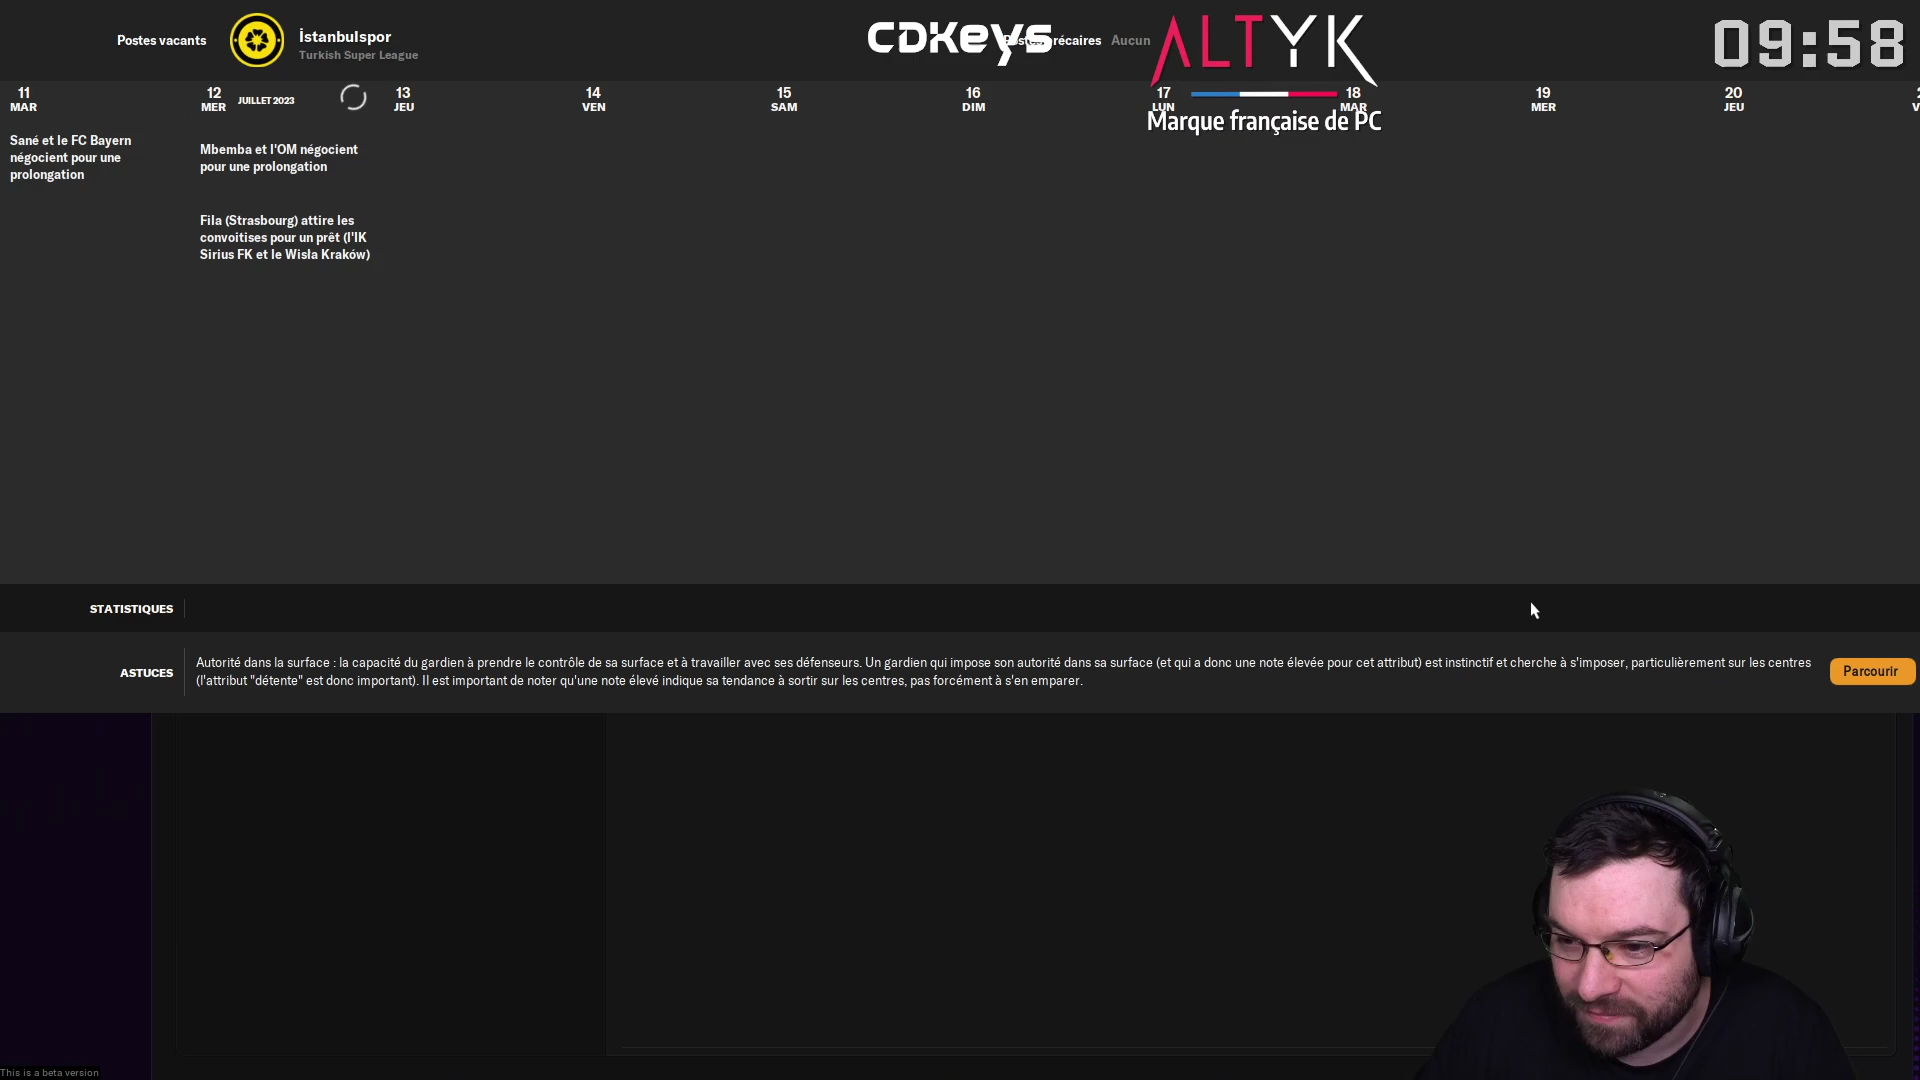 Postes vacants
İstanbulspor
Turkish Super League
CDKeys
Postes précaires Aucun
ALTYK
Marque française de PC
09:58
11
MAR
12
MER
JUILLET 2023
13
JEU
14
VEN
15
SAM
16
DIM
17
LUN
18
MAR
19
MER
20
JEU
Sané et le FC Bayern
négocient pour une
prolongation
Mbemba et l'OM négocient
pour une prolongation
Fila (Strasbourg) attire les
convoitises pour un prêt (l'IK
Sirius FK et le Wisla Kraków)
STATISTIQUES
ASTUCES
Autorité dans la surface : la capacité du gardien à prendre le contrôle de sa surface et à travailler avec ses défenseurs. Un gardien qui impose son autorité dans sa surface (et qui a donc une note élevée pour cet attribut) est instinctif et cherche à s'imposer, particulièrement sur les centres
(l'attribut "détente" est donc important). Il est important de noter qu'une note élevé indique sa tendance à sortir sur les centres, pas forcément à s'en emparer.
Parcourir
This is a beta version